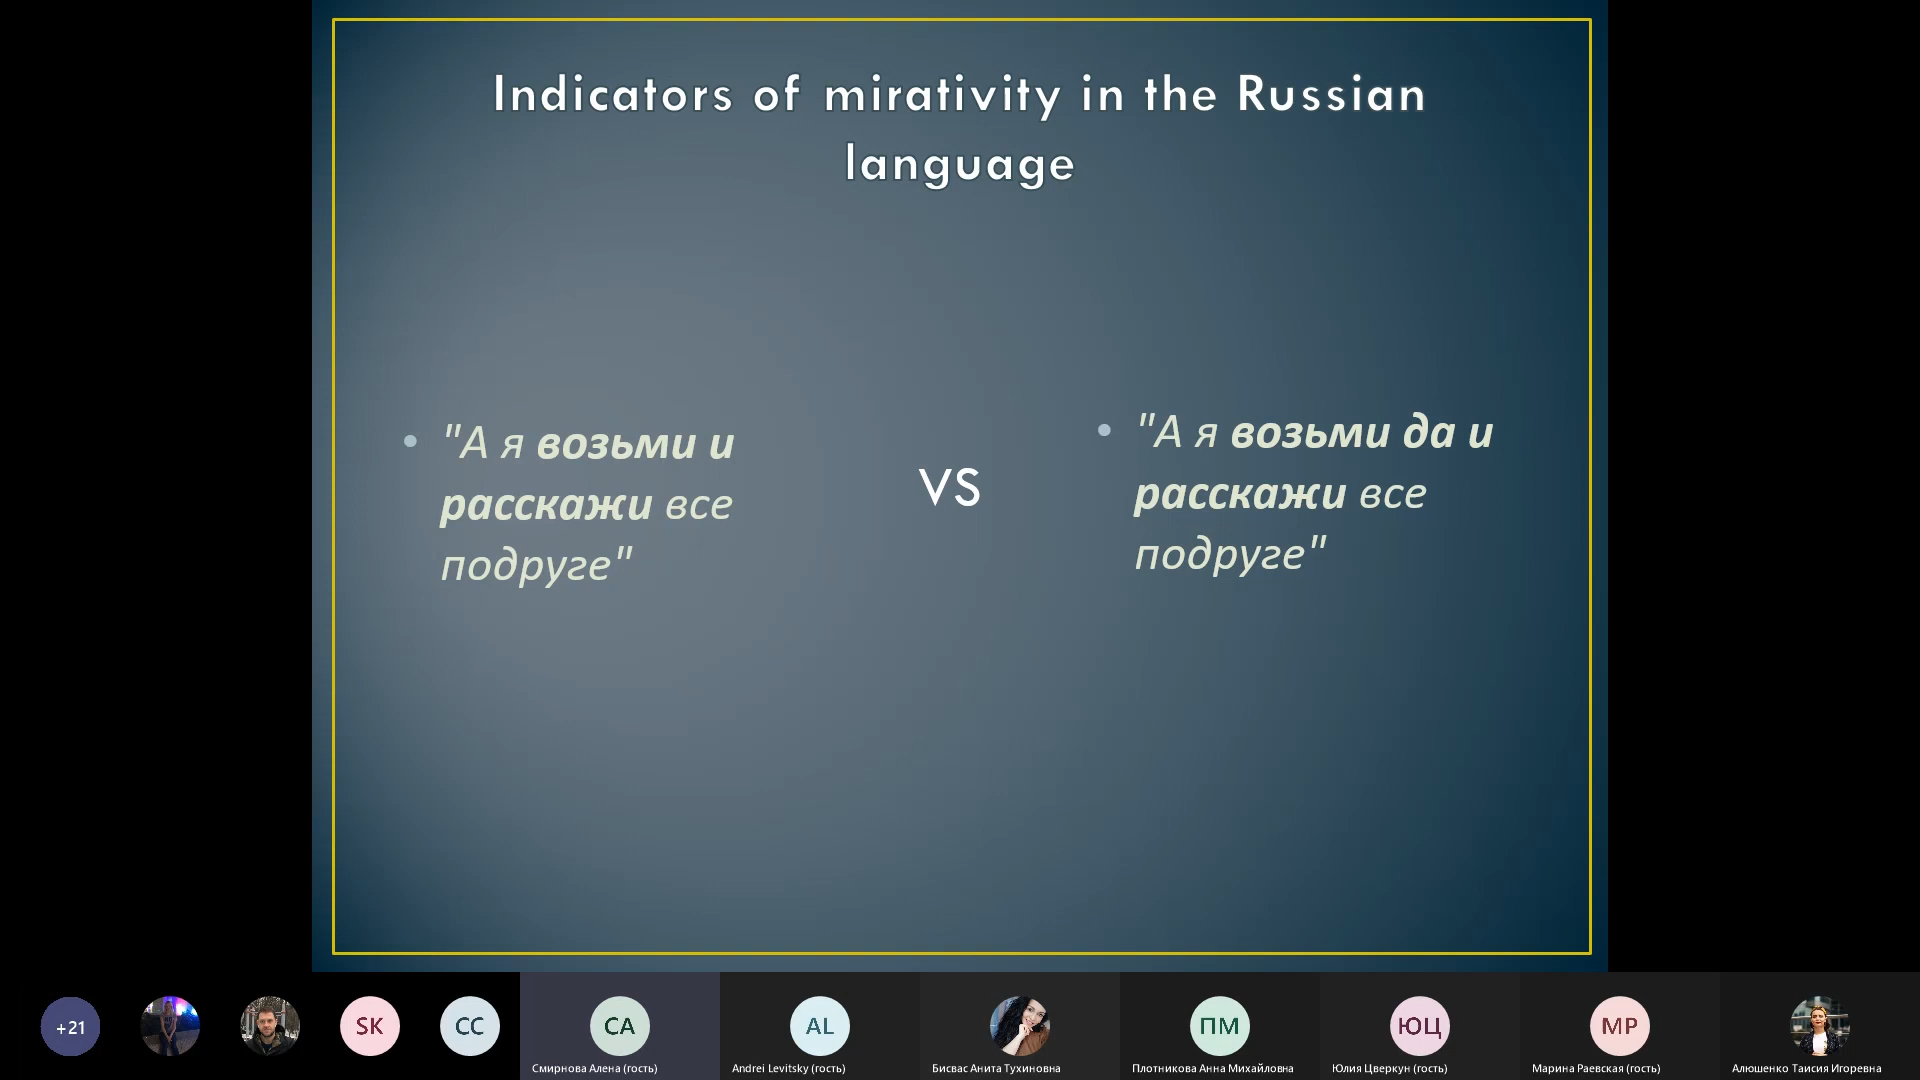 Indicators of mirativity in the Russian
language
• "А я возьми и
расскажи все
подруге"
vs
• "А я возьми да и
расскажи все
подруге"
+21
SK
CC
CA
AL
ПМ
ЮЦ
МР
Смирнова Алена (гость)
Andrei Levitsky (гость)
Бисвас Анита Тухиновна
Плотникова Анна Михайловна
Юлия Цверкун (гость)
Марина Раевская (гость)
Алюшенко Таисия Игоревна